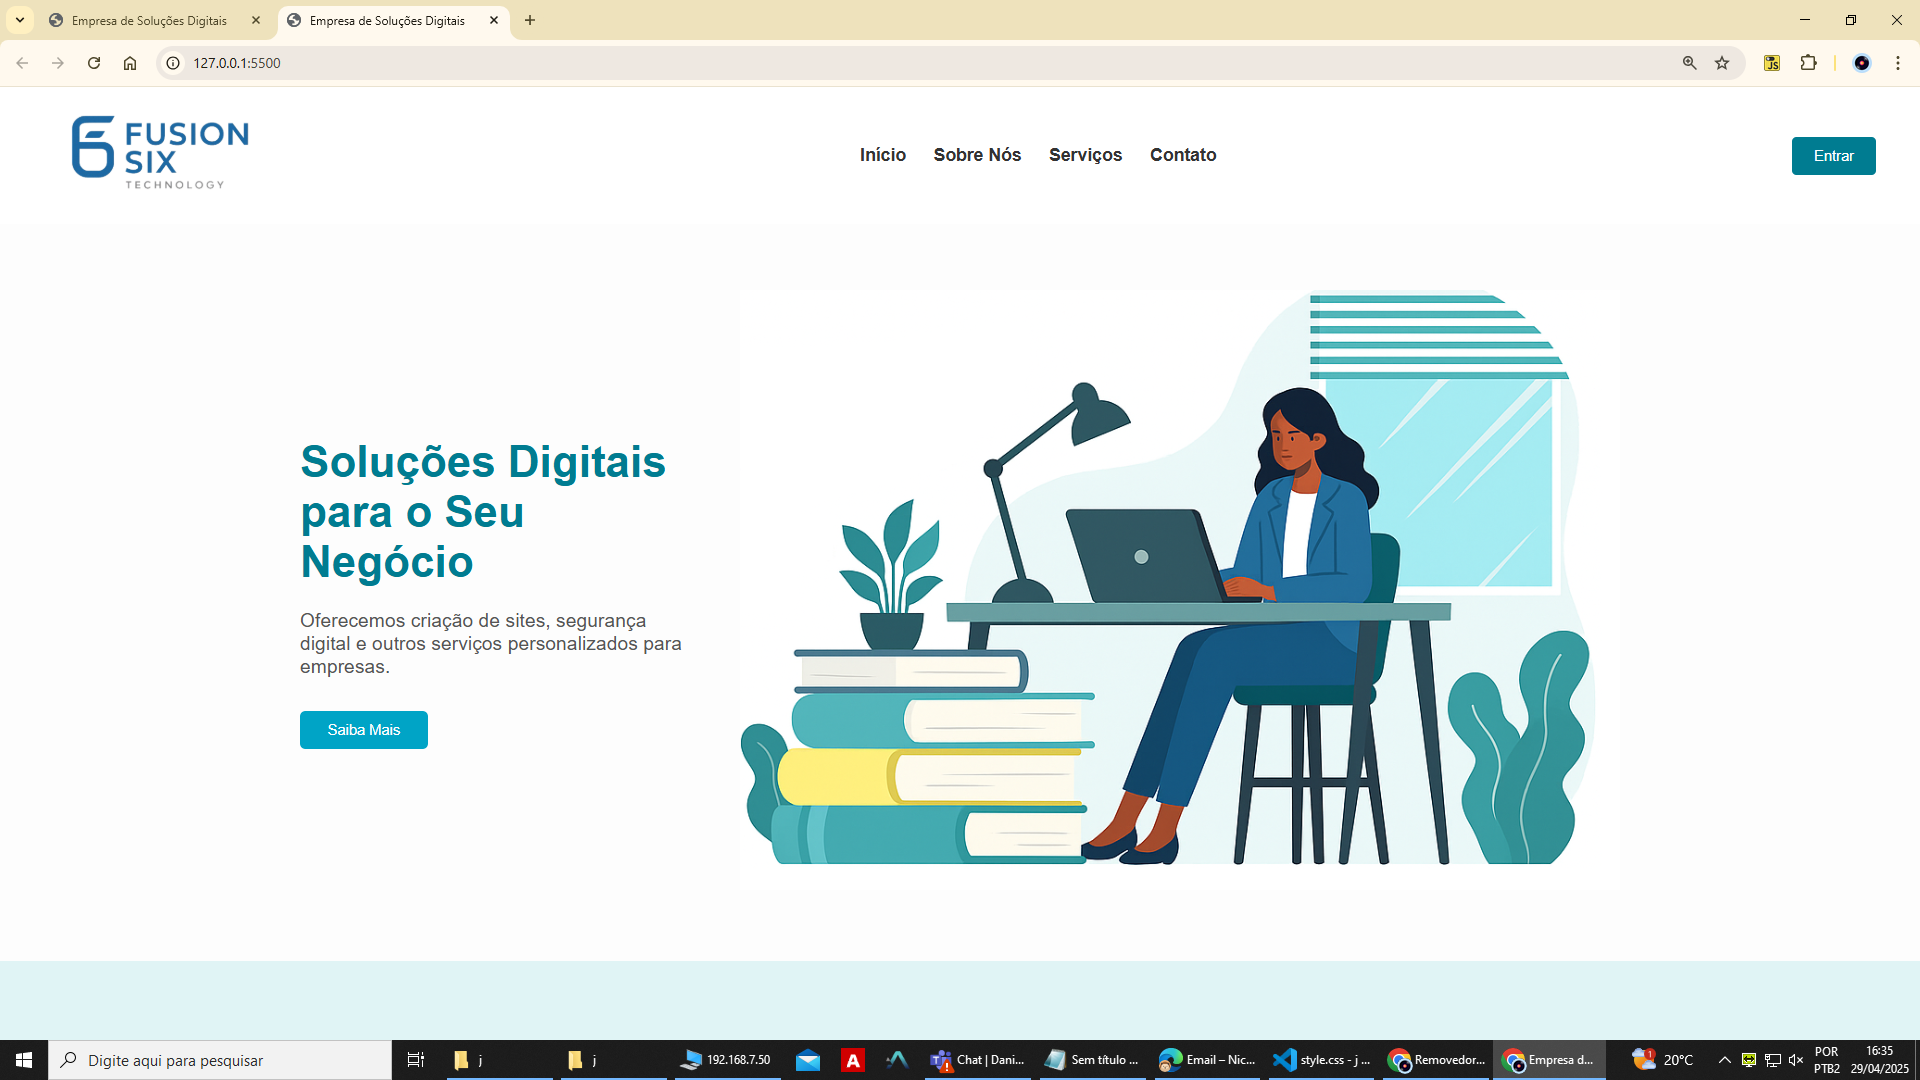 Empresa de Soluções Digitais
Empresa de Soluções Digitais
127.0.0.1:5500
JS
FUSION
SIX
TECHNOLOGY
Início
Sobre Nós
Serviços
Contato
Entrar
Soluções Digitais
para o Seu
Negócio
Oferecemos criação de sites, segurança
digital e outros serviços personalizados para
empresas.
Saiba Mais
Digite aqui para pesquisar
j
j
192.168.7.50
A
Chat | Dani...
Sem título ...
Email – Nic...
style.css - j ...
Removedor...
Empresa d...
1
20°C
POR
PTB2
16:35
29/04/2025